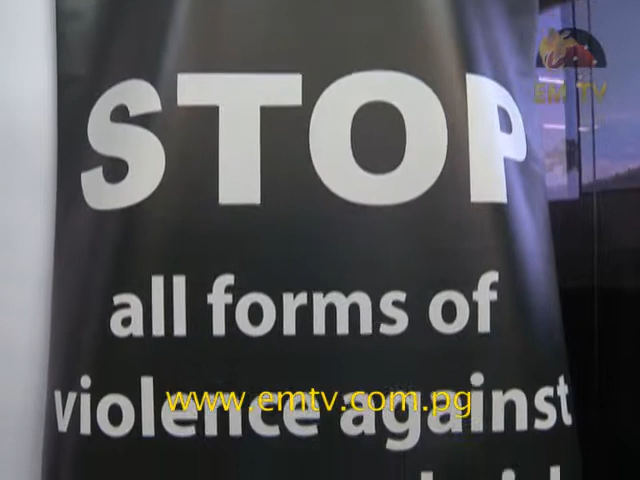 EM TV
STOP
all forms of
violence against
www.emtv.com.pg